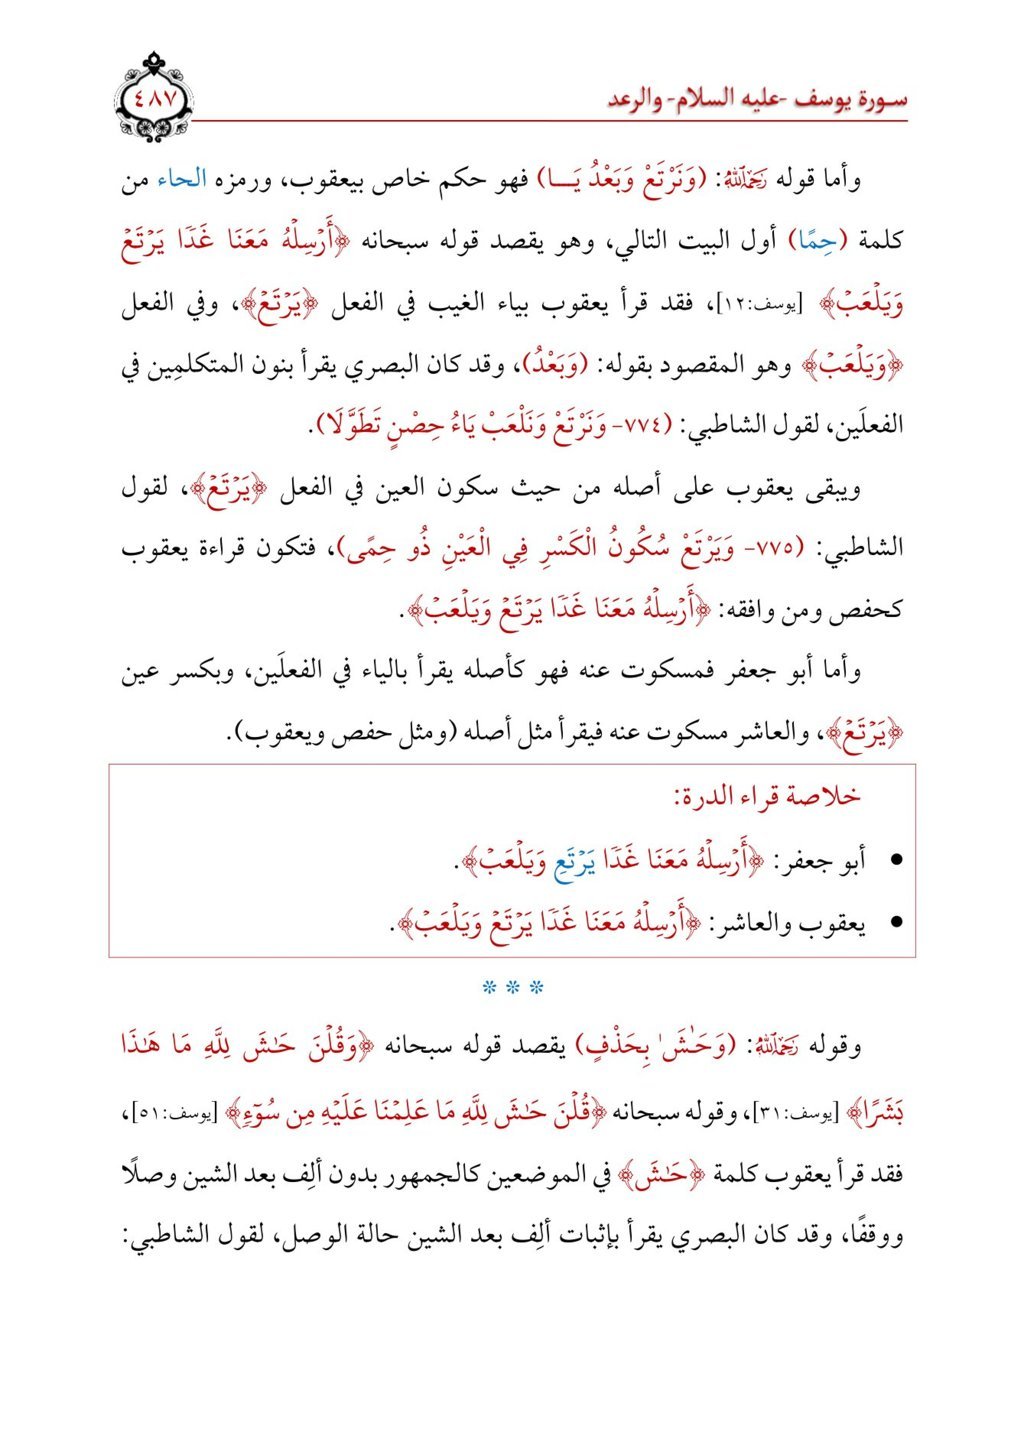 سورة يوسف -عليه السلام- والرعد
٤٨٧
وأما قوله رَحِمَهُ ٱللَّهُ: (وَنَرْتَعْ وَبَعْدُ يَـــا) فهو حكم خاص بيعقوب، ورمزه الحاء من
كلمة (حِمًا) أول البيت التالي، وهو يقصد قوله سبحانه ﴿أَرْسِلْهُ مَعَنَا غَدًا يَرْتَعْ
وَيَلْعَبْ﴾ [يوسف:١٢]، فقد قرأ يعقوب بياء الغيب في الفعل ﴿يَرْتَعْ﴾، وفي الفعل
﴿وَيَلْعَبْ﴾ وهو المقصود بقوله: (وَبَعْدُ)، وقد كان البصري يقرأ بنون المتكلمِين في
الفعلَين، لقول الشاطبي: (٧٧٤- وَنَرْتَعْ وَنَلْعَبْ يَاءُ حِصْنٍ تَطَوَّلَا).
ويبقى يعقوب على أصله من حيث سكون العين في الفعل ﴿يَرْتَعْ﴾، لقول
الشاطبي: (٧٧٥- وَيَرْتَعْ سُكُونُ الْكَسْرِ فِي الْعَيْنِ ذُو حِمًى)، فتكون قراءة يعقوب
كحفص ومن وافقه: ﴿أَرْسِلْهُ مَعَنَا غَدًا يَرْتَعْ وَيَلْعَبْ﴾.
وأما أبو جعفر فمسكوت عنه فهو كأصله يقرأ بالياء في الفعلَين، وبكسر عين
﴿يَرْتَعْ﴾، والعاشر مسكوت عنه فيقرأ مثل أصله (ومثل حفص ويعقوب).
خلاصة قراء الدرة:
• أبو جعفر: ﴿أَرْسِلْهُ مَعَنَا غَدًا يَرْتَعِ وَيَلْعَبْ﴾.
• يعقوب والعاشر: ﴿أَرْسِلْهُ مَعَنَا غَدًا يَرْتَعْ وَيَلْعَبْ﴾.
* * *
وقوله رَحِمَهُ ٱللَّهُ: (وَحَٰشَ' بِحَذْفٍ) يقصد قوله سبحانه ﴿وَقُلْنَ حَٰشَ لِلَّهِ مَا هَٰذَا
بَشَرًا﴾ [يوسف:٣١]، وقوله سبحانه ﴿قُلْنَ حَٰشَ لِلَّهِ مَا عَلِمْنَا عَلَيْهِ مِن سُوٓءٍ﴾ [يوسف:٥١]،
فقد قرأ يعقوب كلمة ﴿حَٰشَ﴾ في الموضعين كالجمهور بدون ألِف بعد الشين وصلًا
ووقفًا، وقد كان البصري يقرأ بإثبات ألِف بعد الشين حالة الوصل، لقول الشاطبي: